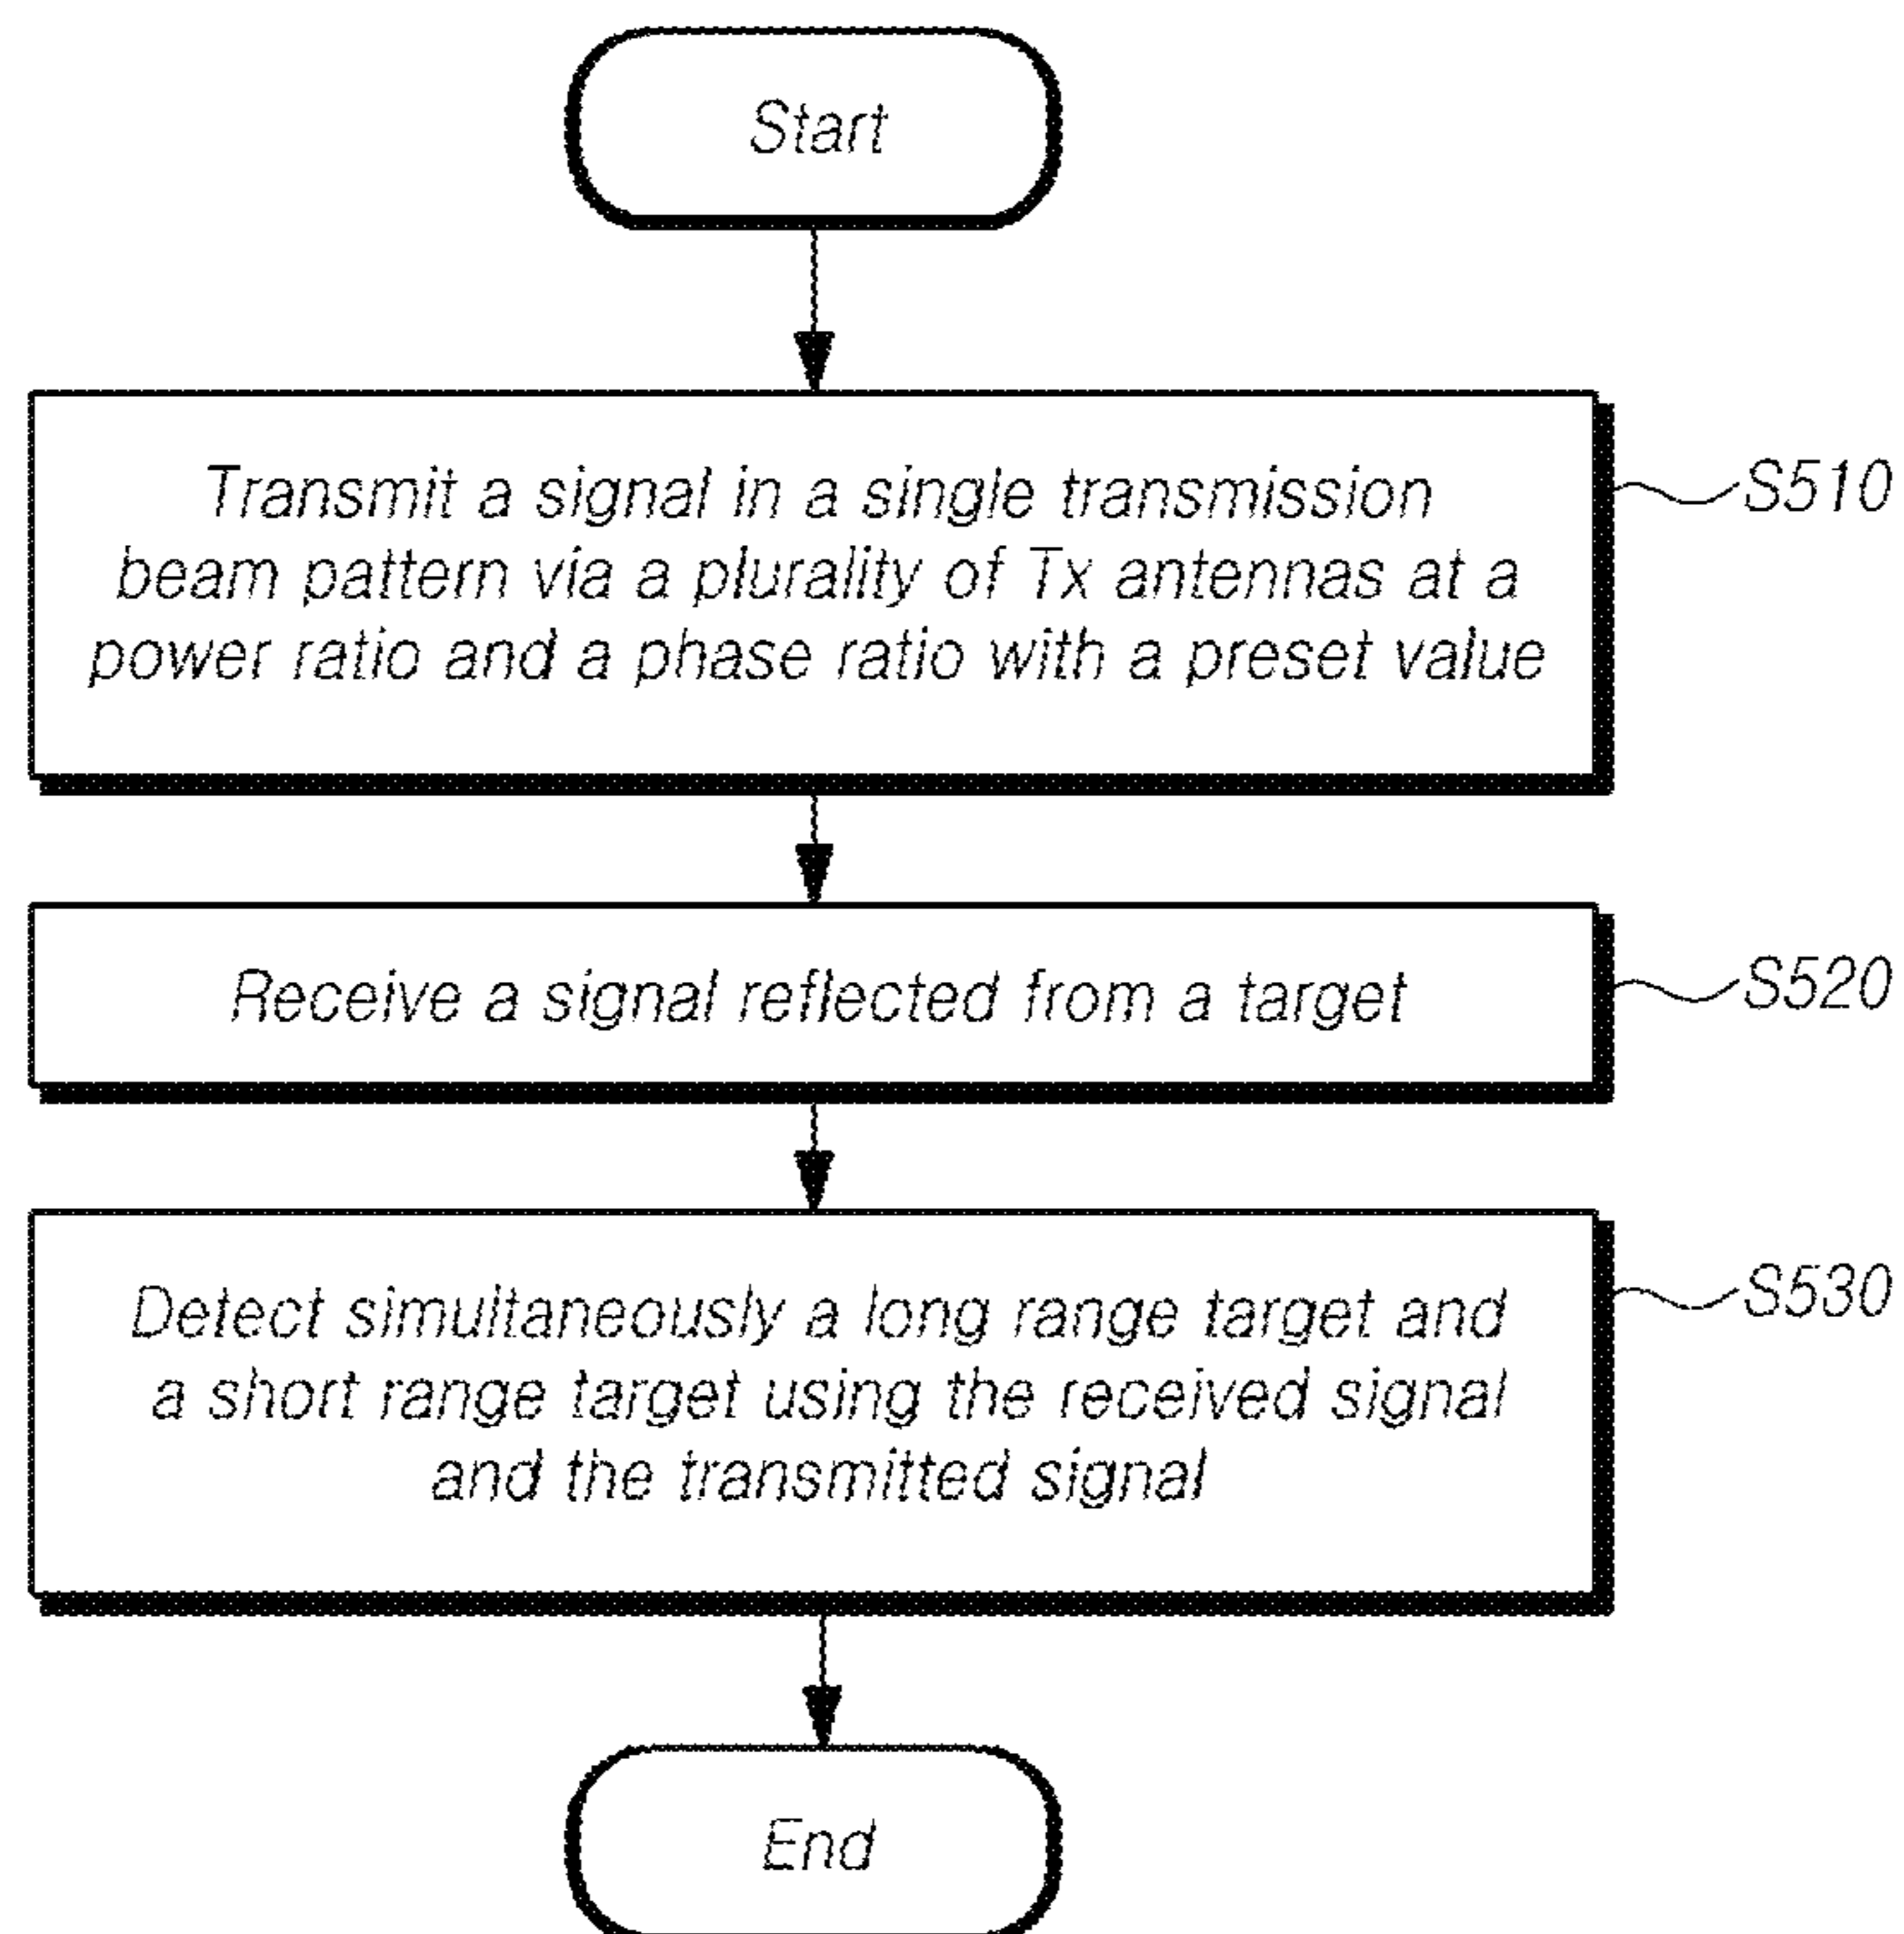 Start
Transmit a signal in a single transmission
beam pattern via a plurality of Tx antennas at a
power ratio and a phase ratio with a preset value
S510
Receive a signal reflected from a target
S520
Detect simultaneously a long range target and
a short range target using the received signal
and the transmitted signal
S530
End